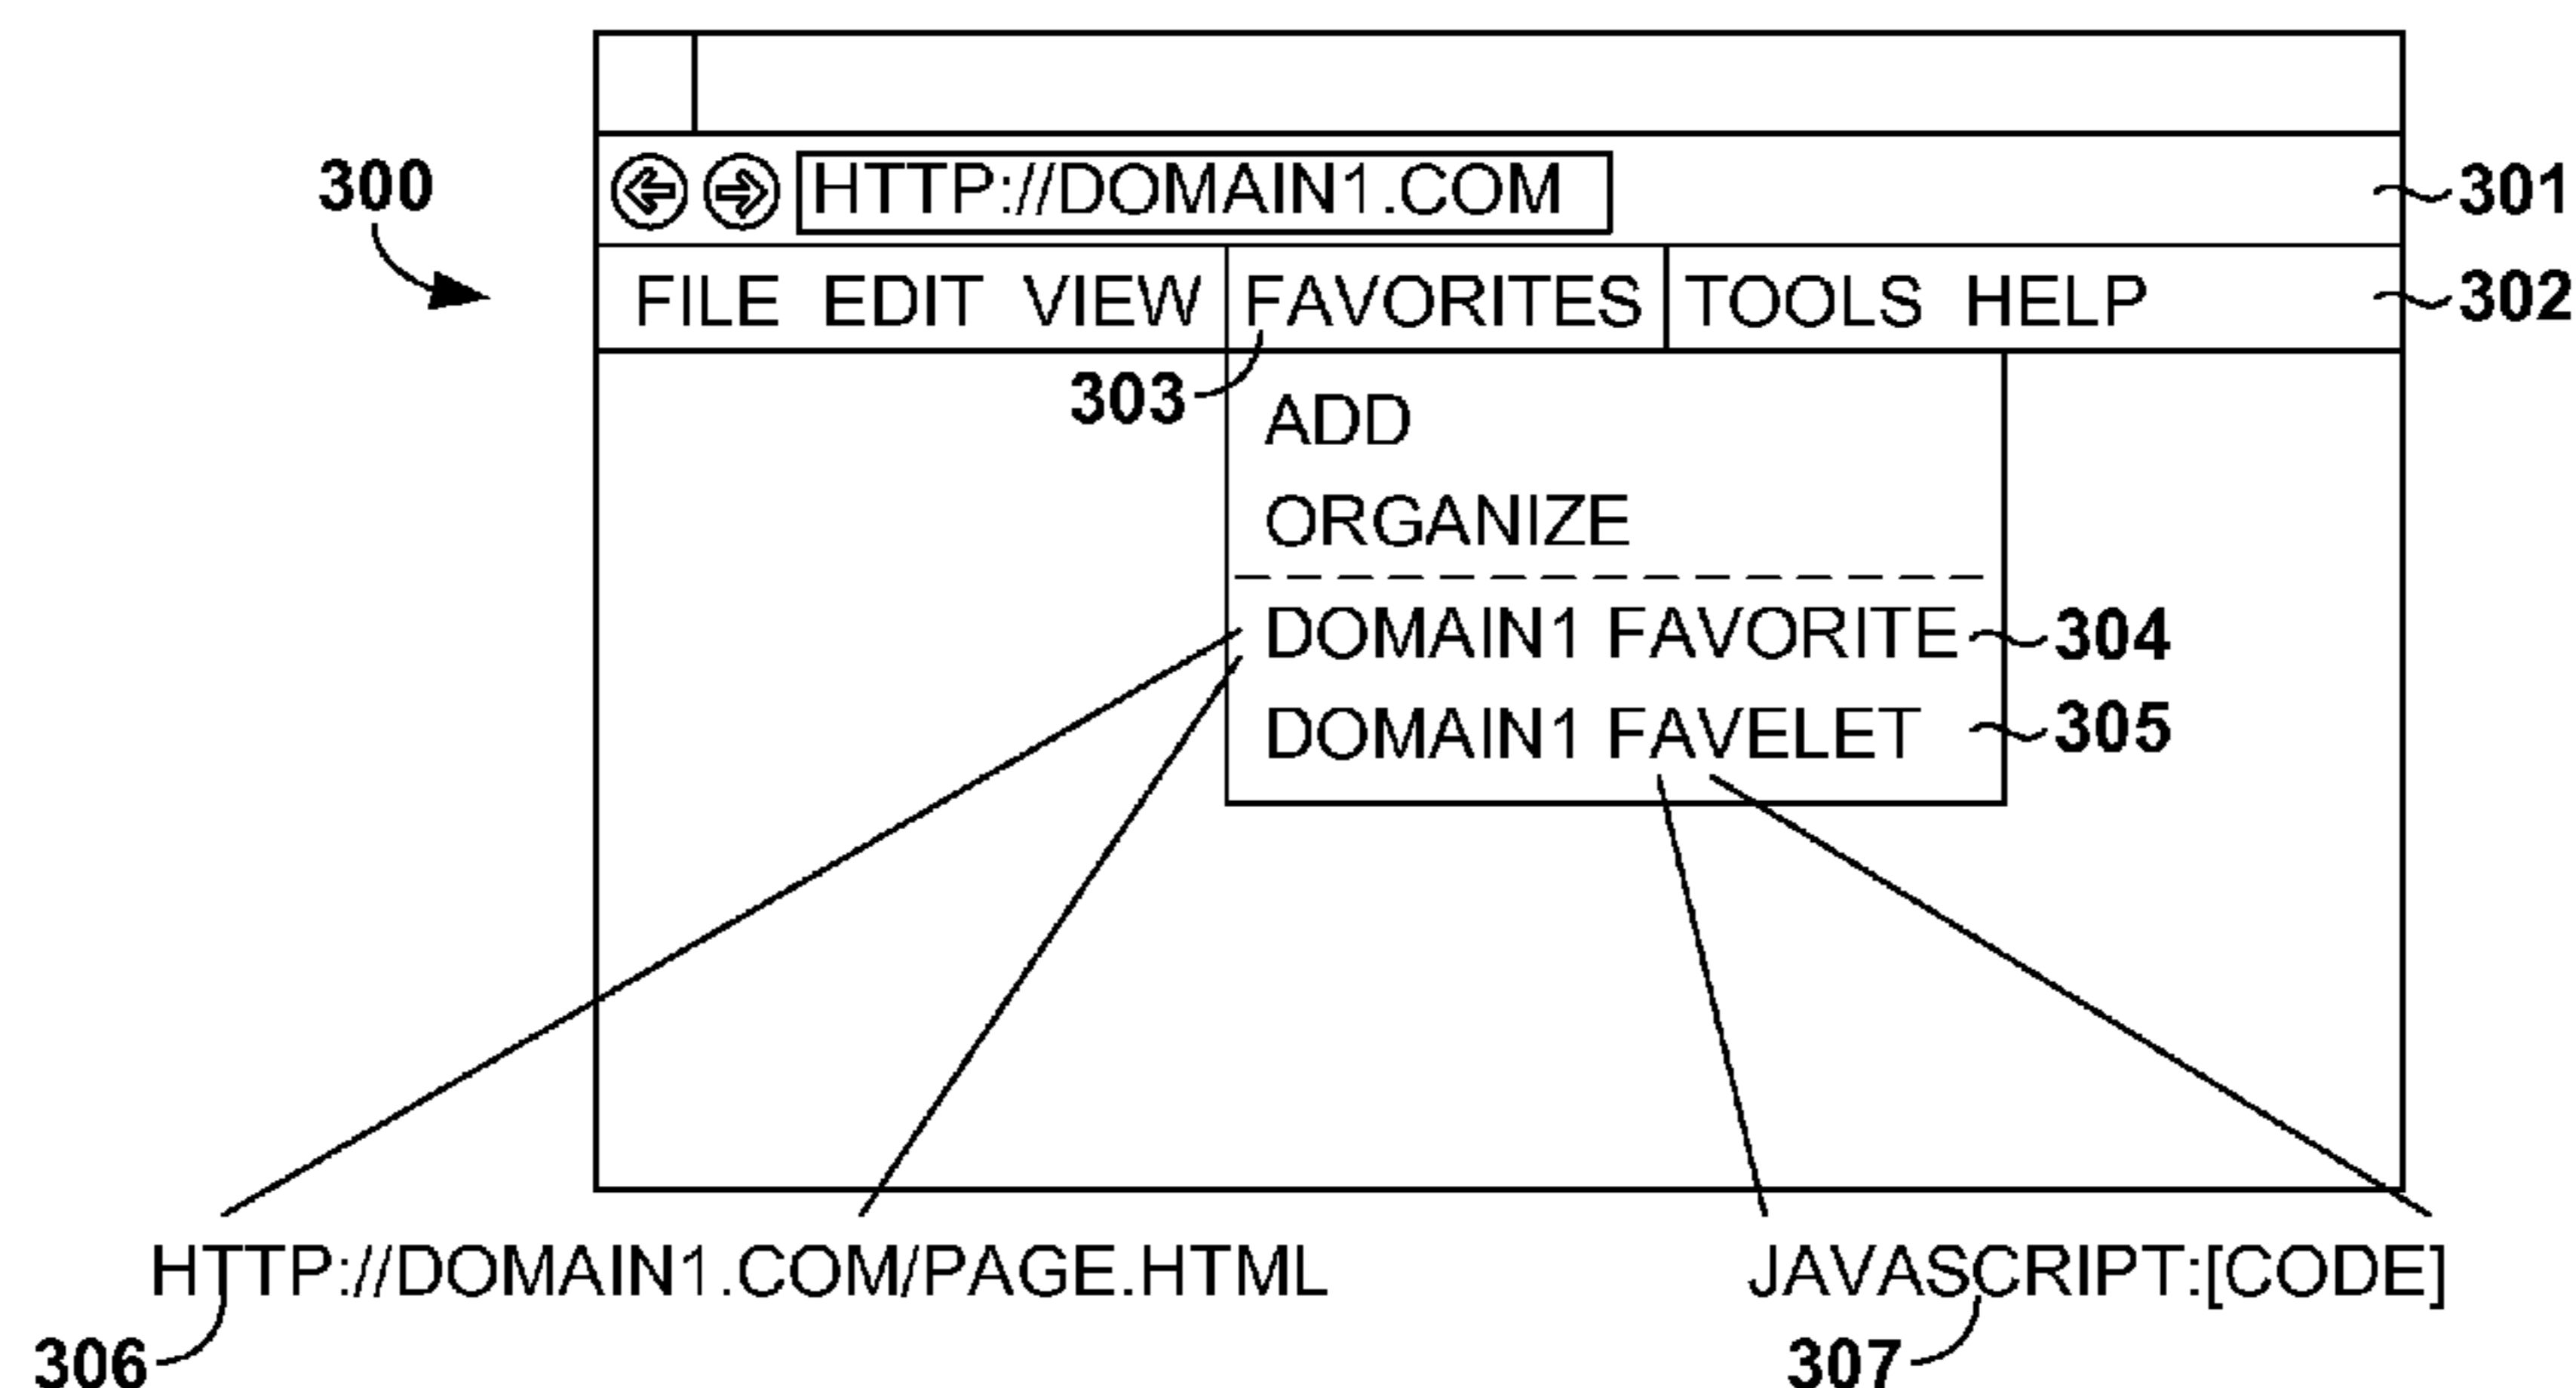 300
HTTP://DOMAIN1.COM
301
FILE EDIT VIEW FAVORITES TOOLS HELP
302
303
ADD
ORGANIZE
DOMAIN1 FAVORITE
304
DOMAIN1 FAVELET
305
HTTP://DOMAIN1.COM/PAGE.HTML
JAVASCRIPT:[CODE]
306
307